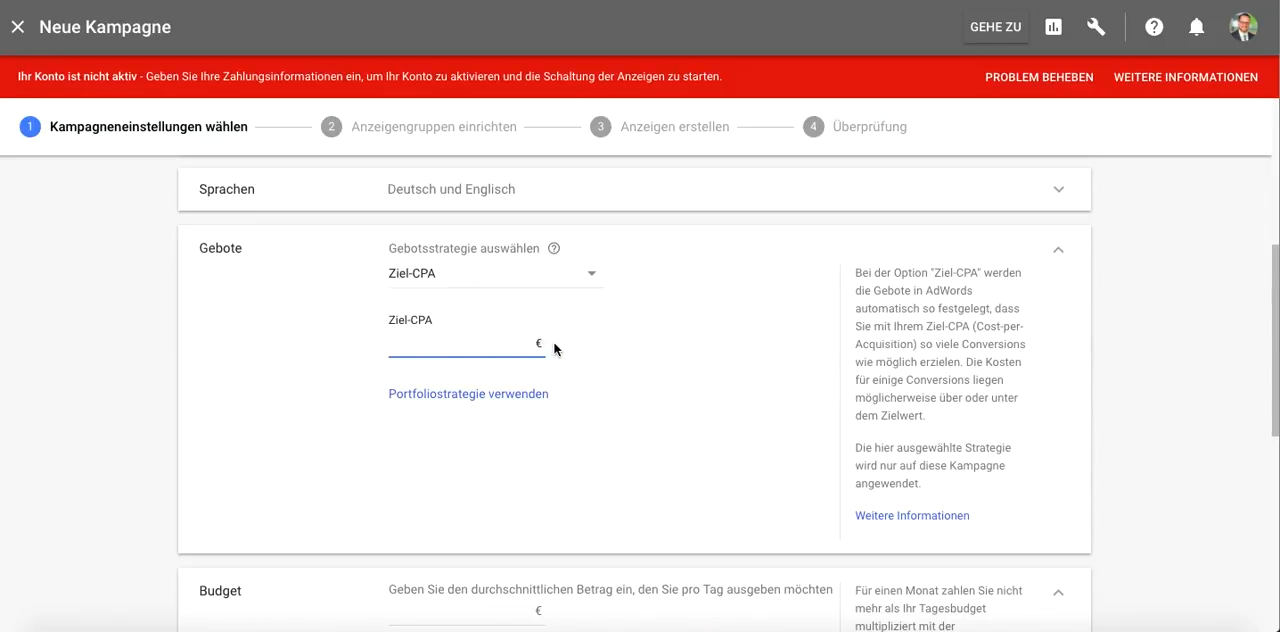 Neue Kampagne
GEHE ZU
Ihr Konto ist nicht aktiv - Geben Sie Ihre Zahlungsinformationen ein, um Ihr Konto zu aktivieren und die Schaltung der Anzeigen zu starten.
PROBLEM BEHEBEN
WEITERE INFORMATIONEN
1 Kampagneneinstellungen wählen
2 Anzeigengruppen einrichten
3 Anzeigen erstellen
4 Überprüfung
Sprachen
Deutsch und Englisch
Gebote
Gebotsstrategie auswählen ?
Ziel-CPA
Ziel-CPA
€
Portfoliostrategie verwenden
Bei der Option "Ziel-CPA" werden
die Gebote in AdWords
automatisch so festgelegt, dass
Sie mit Ihrem Ziel-CPA (Cost-per-
Acquisition) so viele Conversions
wie möglich erzielen. Die Kosten
für einige Conversions liegen
möglicherweise über oder unter
dem Zielwert.
Die hier ausgewählte Strategie
wird nur auf diese Kampagne
angewendet.
Weitere Informationen
Budget
Geben Sie den durchschnittlichen Betrag ein, den Sie pro Tag ausgeben möchten
€
Für einen Monat zahlen Sie nicht
mehr als Ihr Tagesbudget
multipliziert mit der